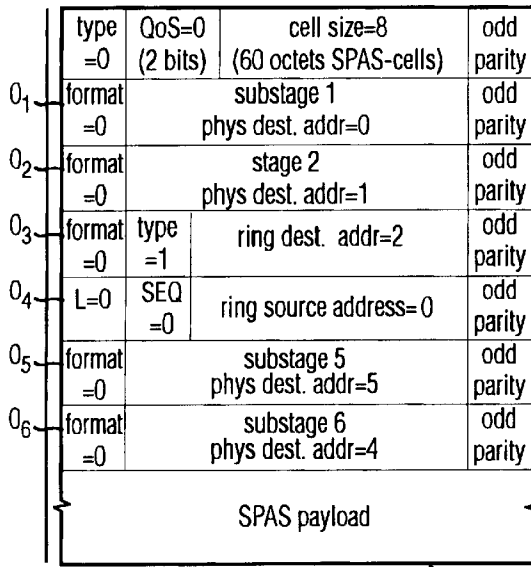 type QoS=0 cell size=8 odd
=0 (2 bits) (60 octets SPAS-cells) parity
O1 format substage 1 odd
=0 phys dest. addr=0 parity
O2 format stage 2 odd
=0 phys dest. addr=1 parity
O3 format type ring dest. addr=2 odd
=0 =1 parity
O4 L=0 SEQ ring source address=0 odd
=0 parity
O5 format substage 5 odd
=0 phys dest. addr=5 parity
O6 format substage 6 odd
=0 phys dest. addr=4 parity
SPAS payload